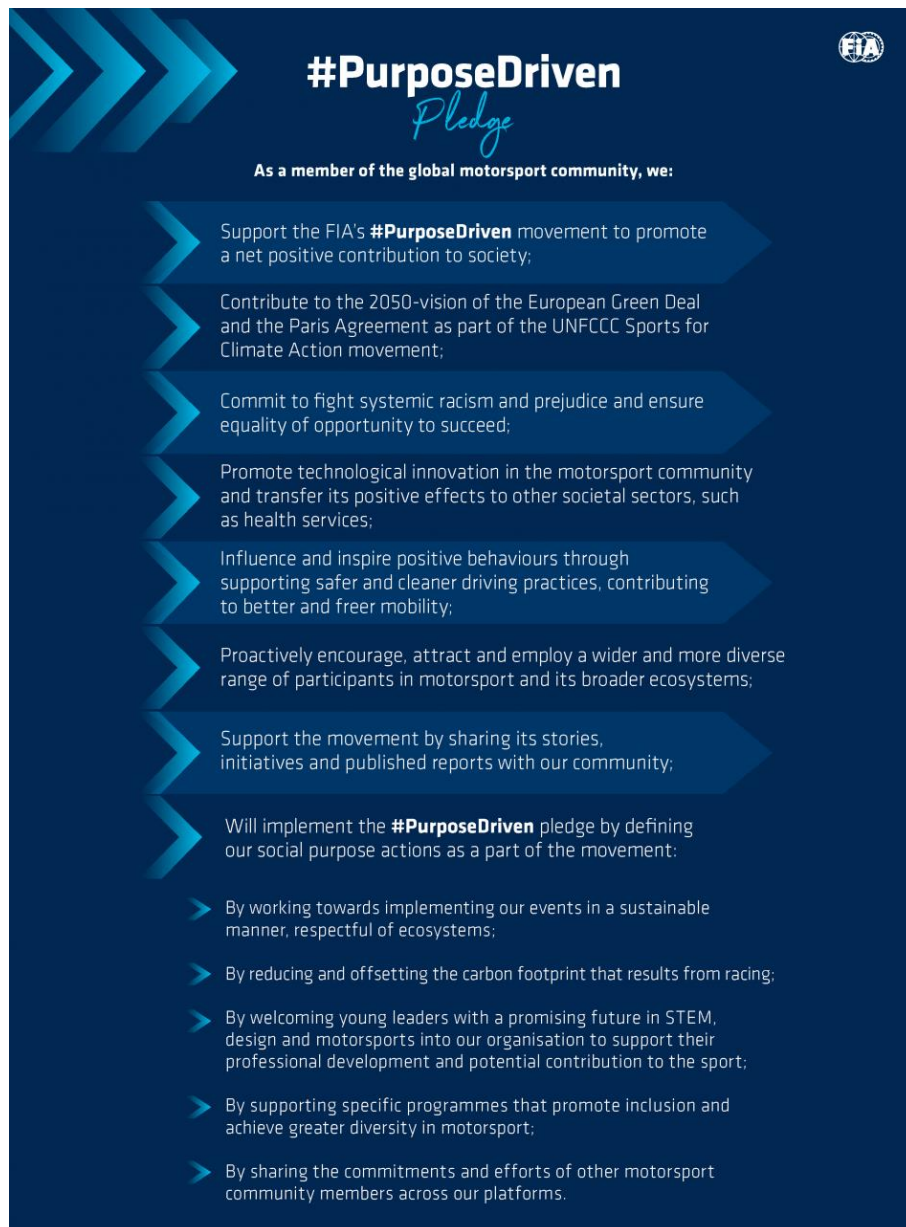 FiA
#PurposeDriven
Pledge
As a member of the global motorsport community, we:
Support the FIA's #PurposeDriven movement to promote
a net positive contribution to society;
Contribute to the 2050-vision of the European Green Deal
and the Paris Agreement as part of the UNFCCC Sports for
Climate Action movement;
Commit to fight systemic racism and prejudice and ensure
equality of opportunity to succeed;
Promote technological innovation in the motorsport community
and transfer its positive effects to other societal sectors, such
as health services;
Influence and inspire positive behaviours through
supporting safer and cleaner driving practices, contributing
to better and freer mobility;
Proactively encourage, attract and employ a wider and more diverse
range of participants in motorsport and its broader ecosystems;
Support the movement by sharing its stories,
initiatives and published reports with our community;
Will implement the #PurposeDriven pledge by defining
our social purpose actions as a part of the movement:
By working towards implementing our events in a sustainable
manner, respectful of ecosystems;
By reducing and offsetting the carbon footprint that results from racing;
By welcoming young leaders with a promising future in STEM,
design and motorsports into our organisation to support their
professional development and potential contribution to the sport;
By supporting specific programmes that promote inclusion and
achieve greater diversity in motorsport;
By sharing the commitments and efforts of other motorsport
community members across our platforms.